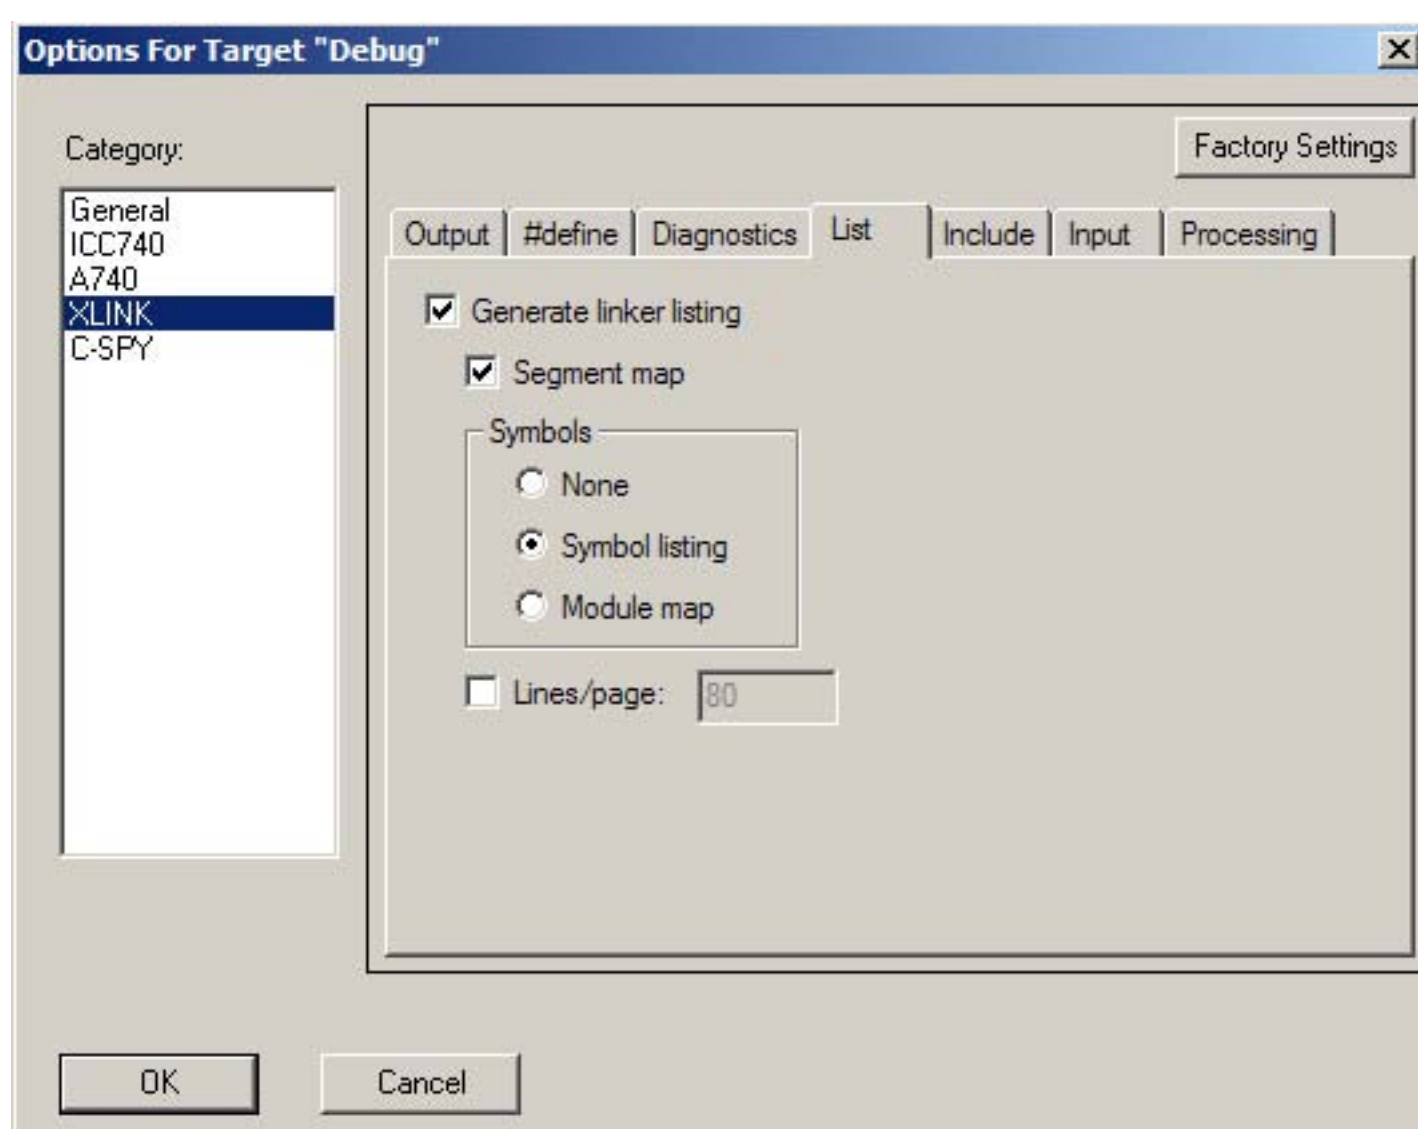 Options For Target "Debug"
Category:
Factory Settings
General
ICC740
A740
XLINK
C-SPY
Output
#define
Diagnostics
List
Include
Input
Processing
Generate linker listing
Segment map
Symbols
None
Symbol listing
Module map
Lines/page:
80
OK
Cancel